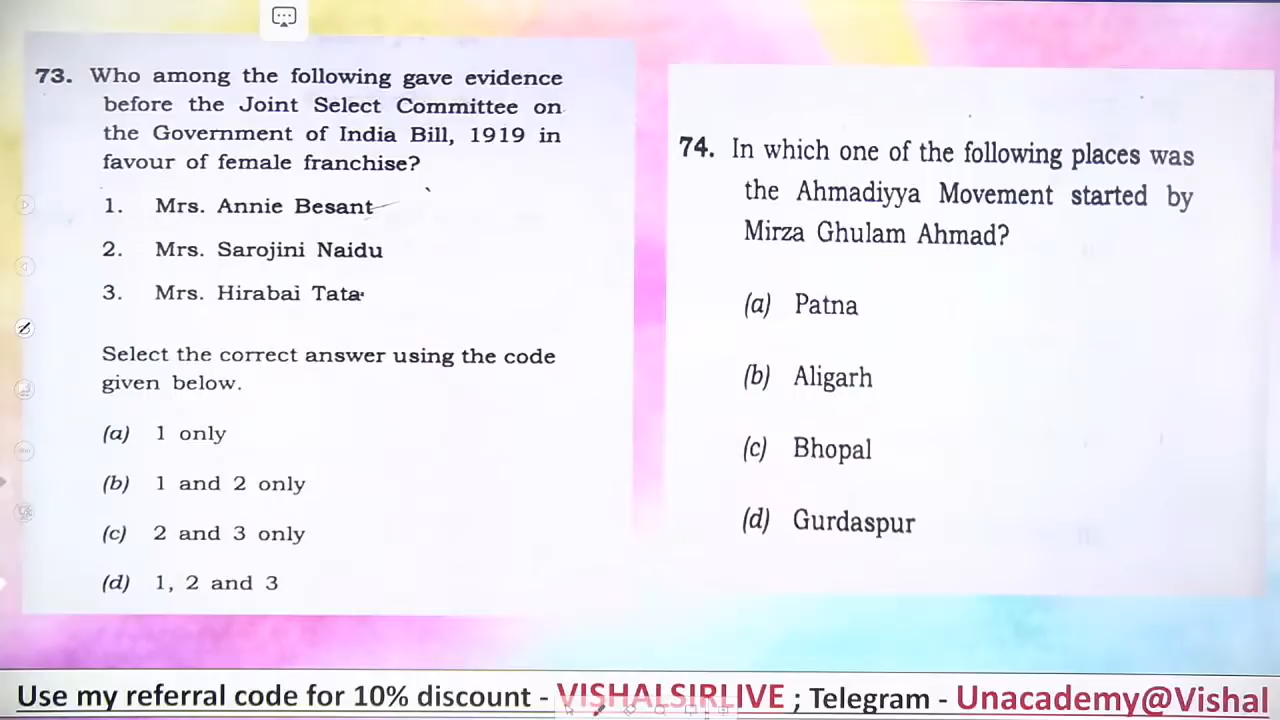 73. Who among the following gave evidence
before the Joint Select Committee on
the Government of India Bill, 1919 in
favour of female franchise?
1. Mrs. Annie Besant
2. Mrs. Sarojini Naidu
3. Mrs. Hirabai Tata
Select the correct answer using the code
given below.
(a) 1 only
(b) 1 and 2 only
(c) 2 and 3 only
(d) 1, 2 and 3
74. In which one of the following places was
the Ahmadiyya Movement started by
Mirza Ghulam Ahmad?
(a) Patna
(b) Aligarh
(c) Bhopal
(d) Gurdaspur
Use my referral code for 10% discount - VISHALSIRLIVE ; Telegram - Unacademy@Vishal